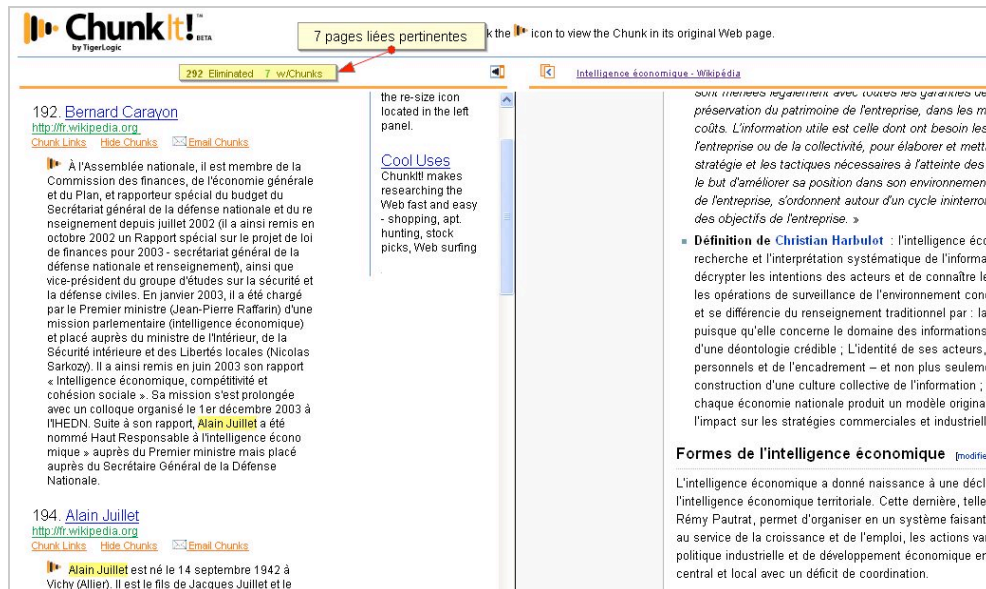 ChunkIt!™ BETA
by TigerLogic
7 pages liées pertinentes
k the icon to view the Chunk in its original Web page.
292 Eliminated 7 w/Chunks
Intelligence économique - Wikipédia
192. Bernard Carayon
http://fr.wikipedia.org
Chunk Links Hide Chunks Email Chunks
À l'Assemblée nationale, il est membre de la
Commission des finances, de l'économie générale
et du Plan, et rapporteur spécial du budget du
Secrétariat général de la défense nationale et du re
nseignement depuis juillet 2002 (il a ainsi remis en
octobre 2002 un Rapport spécial sur le projet de loi
de finances pour 2003 - secrétariat général de la
défense nationale et renseignement), ainsi que
vice-président du groupe d'études sur la sécurité et
la défense civiles. En janvier 2003, il a été chargé
par le Premier ministre (Jean-Pierre Raffarin) d'une
mission parlementaire (intelligence économique)
et placé auprès du ministre de l'Intérieur, de la
Sécurité intérieure et des Libertés locales (Nicolas
Sarkozy). Il a ainsi remis en juin 2003 son rapport
« Intelligence économique, compétitivité et
cohésion sociale ». Sa mission s'est prolongée
avec un colloque organisé le 1er décembre 2003 à
l'IHEDN. Suite à son rapport, Alain Juillet a été
nommé Haut Responsable à l'intelligence écono
mique » auprès du Premier ministre mais placé
auprès du Secrétaire Général de la Défense
Nationale.
194. Alain Juillet
http://fr.wikipedia.org
Chunk Links Hide Chunks Email Chunks
Alain Juillet est né le 14 septembre 1942 à
Vichy (Allier). Il est le fils de Jacques Juillet et le
the re-size icon
located in the left
panel.
Cool Uses
ChunkIt! makes
researching the
Web fast and easy
- shopping, apt.
hunting, stock
picks, Web surfing
sont menées légalement avec toutes les garanties de
préservation du patrimoine de l'entreprise, dans les m
coûts. L'information utile est celle dont ont besoin les
l'entreprise ou de la collectivité, pour élaborer et mett
stratégie et les tactiques nécessaires à l'atteinte des
le but d'améliorer sa position dans son environnemen
de l'entreprise, s'ordonnent autour d'un cycle ininterro
des objectifs de l'entreprise. »
Définition de Christian Harbulot : l'intelligence éco
recherche et l'interprétation systématique de l'informa
décrypter les intentions des acteurs et de connaître le
les opérations de surveillance de l'environnement con
et se différencie du renseignement traditionnel par : la
puisque qu'elle concerne le domaine des informations
d'une déontologie crédible ; L'identité de ses acteurs,
personnels et de l'encadrement – et non plus seuleme
construction d'une culture collective de l'information ;
chaque économie nationale produit un modèle origina
l'impact sur les stratégies commerciales et industriell
Formes de l'intelligence économique [modifie
L'intelligence économique a donné naissance à une décl
l'intelligence économique territoriale. Cette dernière, telle
Rémy Pautrat, permet d'organiser en un système faisant
au service de la croissance et de l'emploi, les actions va
politique industrielle et de développement économique en
central et local avec un déficit de coordination.